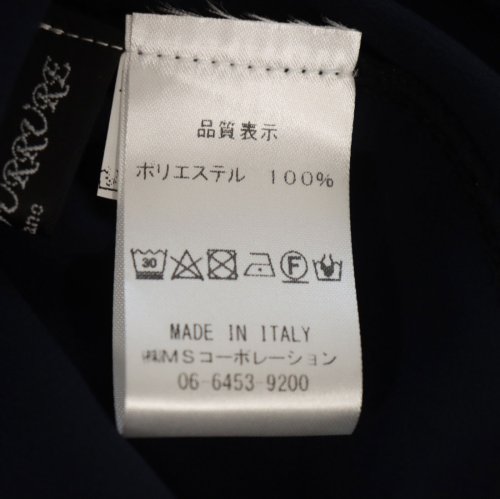 品質表示
ポリエステル 100%
30
F
MADE IN ITALY
㈱MSコーポレーション
06-6453-9200